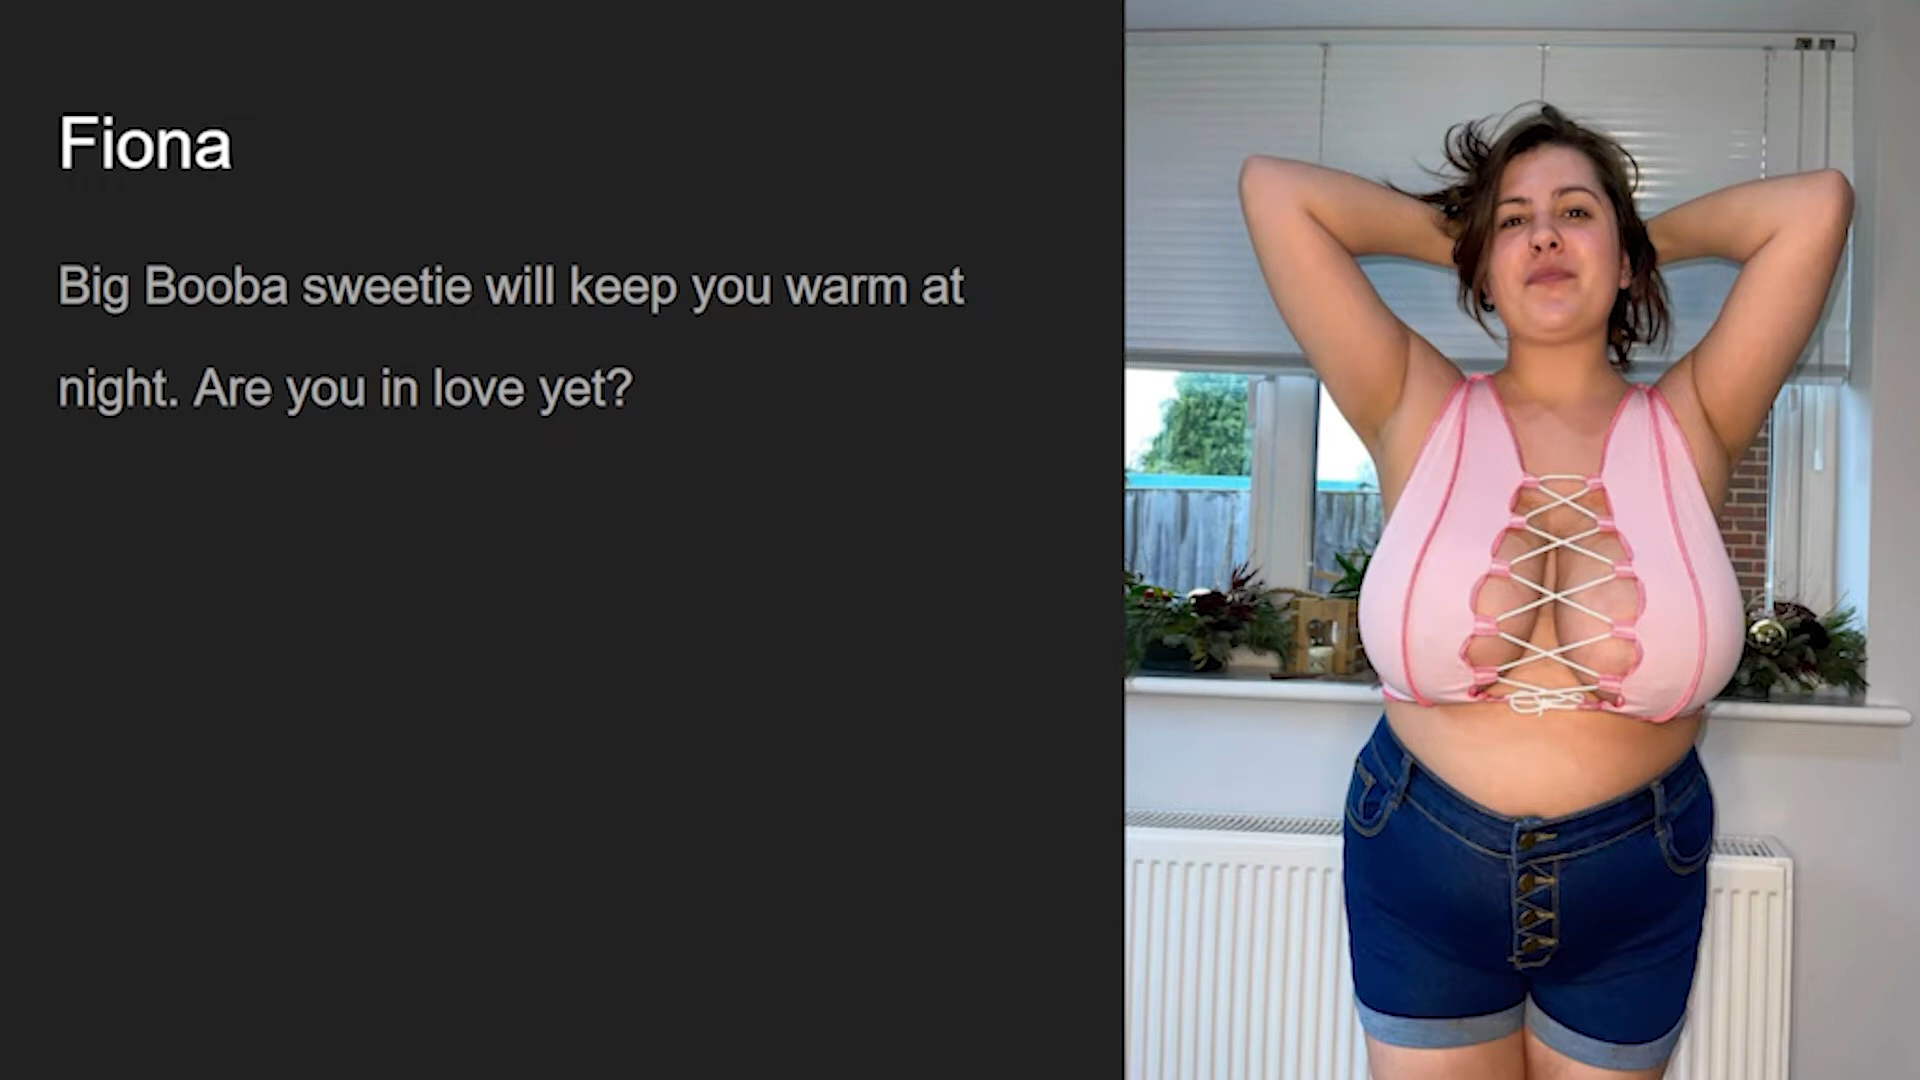 Fiona
Big Booba sweetie will keep you warm at
night. Are you in love yet?